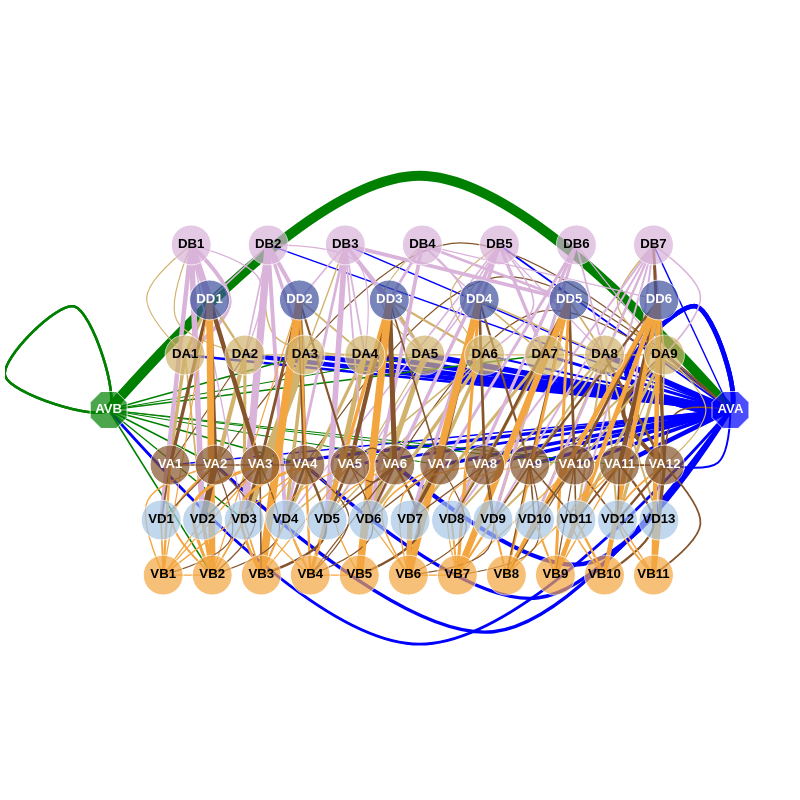 DB1 DB2 DB3 DB4 DB5 DB6 DB7
DD1 DD2 DD3 DD4 DD5 DD6
DA1 DA2 DA3 DA4 DA5 DA6 DA7 DA8 DA9
AVB AVA
VA1 VA2 VA3 VA4 VA5 VA6 VA7 VA8 VA9 VA10 VA11 VA12
VD1 VD2 VD3 VD4 VD5 VD6 VD7 VD8 VD9 VD10 VD11 VD12 VD13
VB1 VB2 VB3 VB4 VB5 VB6 VB7 VB8 VB9 VB10 VB11